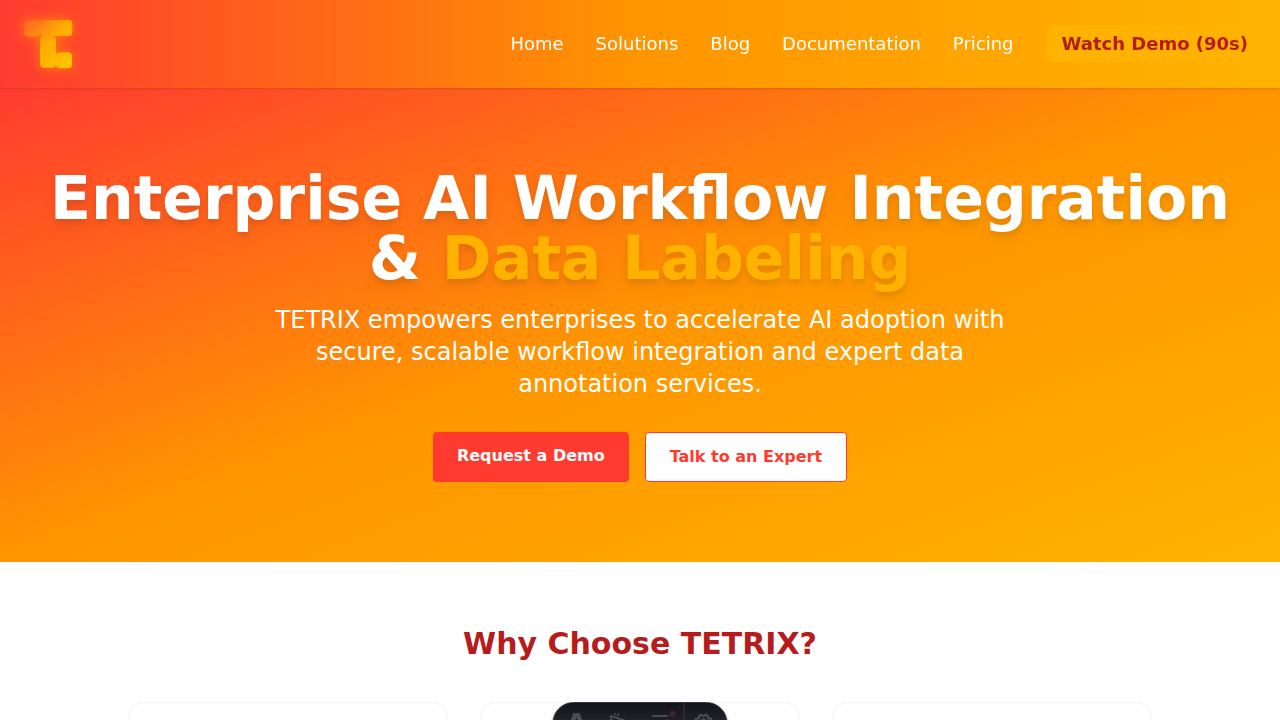 Home Solutions Blog Documentation Pricing Watch Demo (90s)
Enterprise AI Workflow Integration
& Data Labeling
TETRIX empowers enterprises to accelerate AI adoption with
secure, scalable workflow integration and expert data
annotation services.
Request a Demo Talk to an Expert
Why Choose TETRIX?